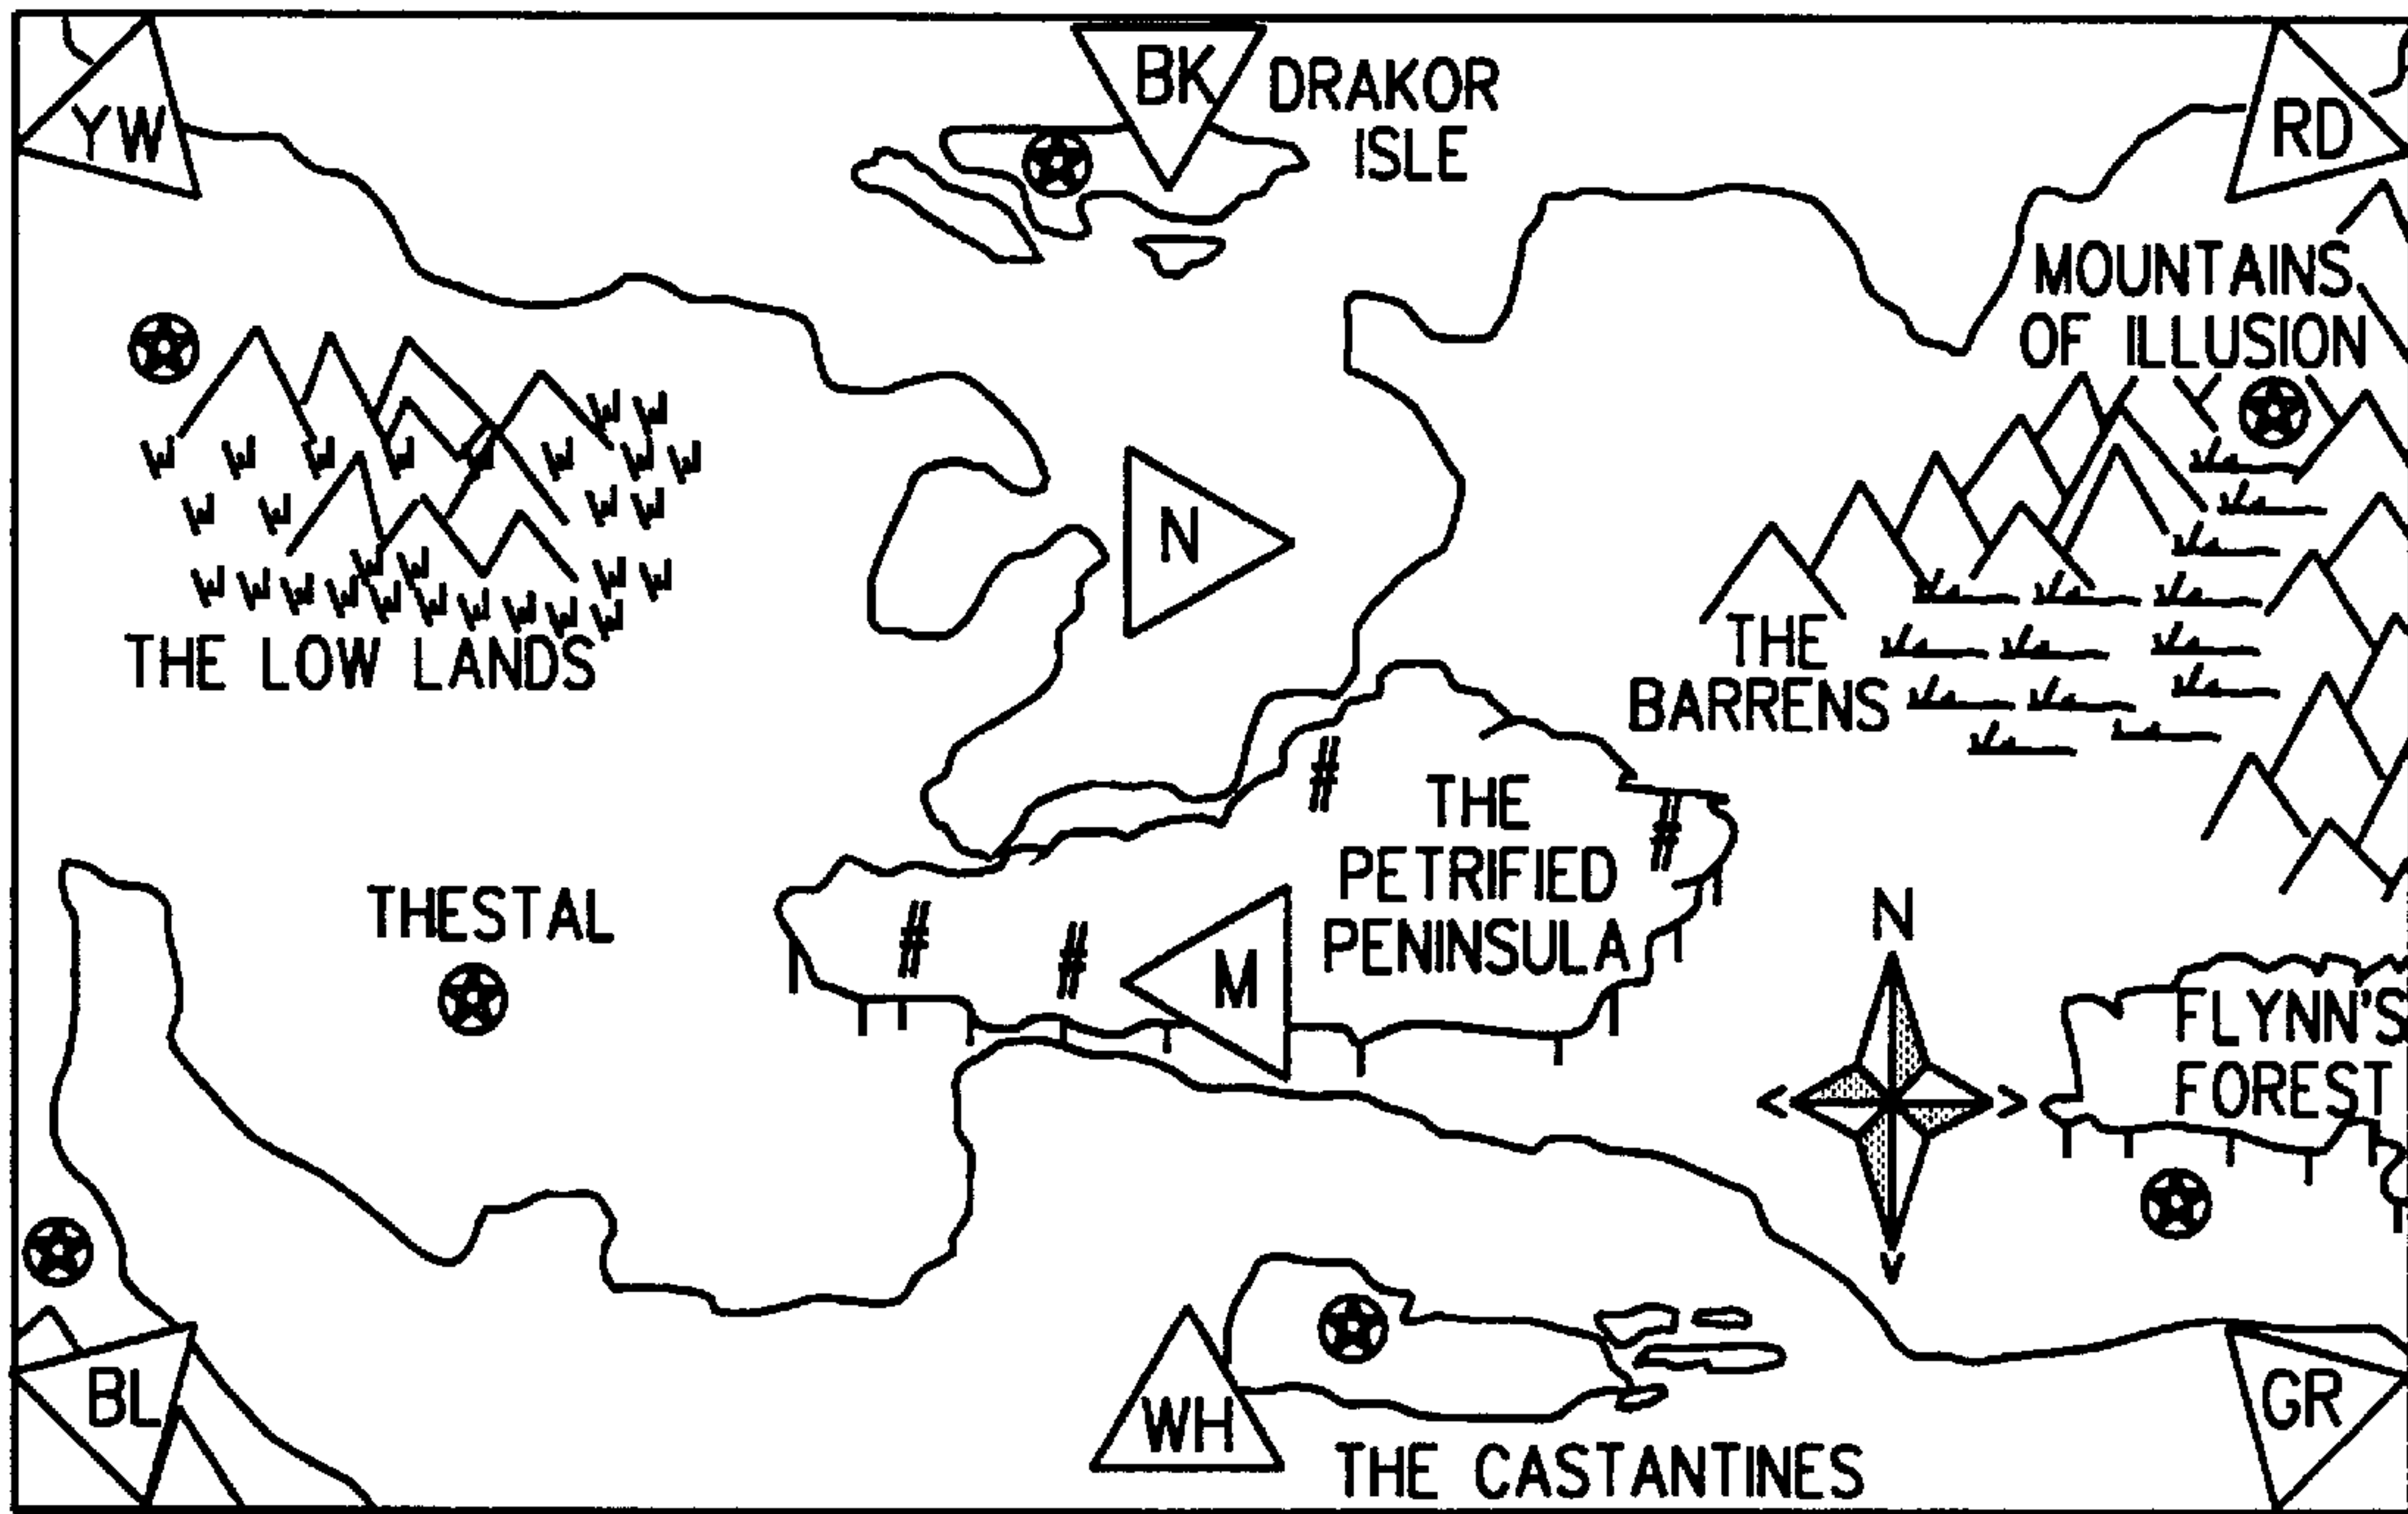 YW
BK
DRAKOR
ISLE
RD
MOUNTAINS
OF ILLUSION
N
THE LOW LANDS
THE
BARRENS
THE
PETRIFIED
PENINSULA
THESTAL
M
N
FLYNN'S
FOREST
BL
WH
GR
THE CASTANTINES